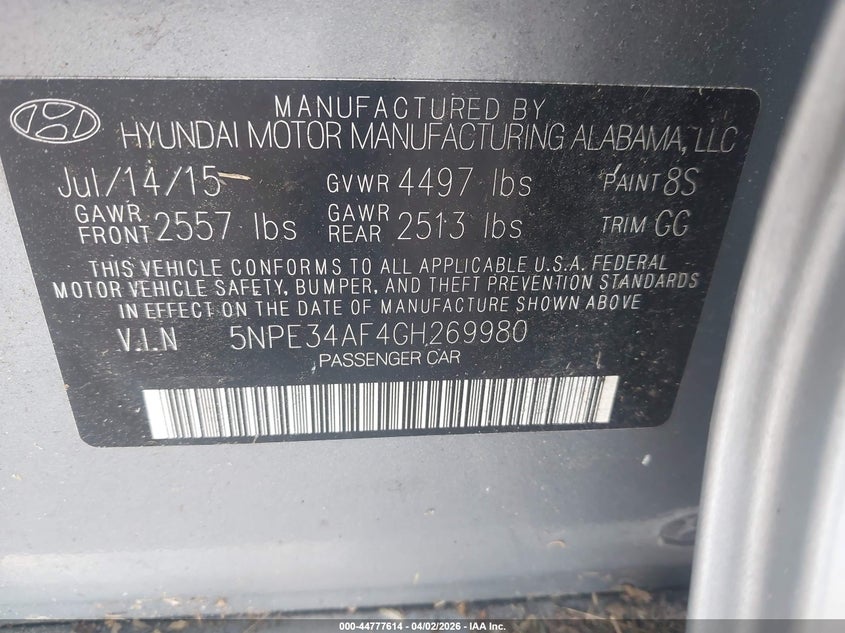 MANUFACTURED BY
HYUNDAI MOTOR MANUFACTURING ALABAMA, LLC
Jul/14/15 GVWR 4497 lbs PAINT 8S
GAWR FRONT 2557 lbs GAWR REAR 2513 lbs TRIM GG
THIS VEHICLE CONFORMS TO ALL APPLICABLE U.S.A. FEDERAL
MOTOR VEHICLE SAFETY, BUMPER, AND THEFT PREVENTION STANDARDS
IN EFFECT ON THE DATE OF MANUFACTURE SHOWN ABOVE
V.I.N 5NPE34AF4GH269980
PASSENGER CAR
000-44777614 - 04/02/2026 - IAA Inc.